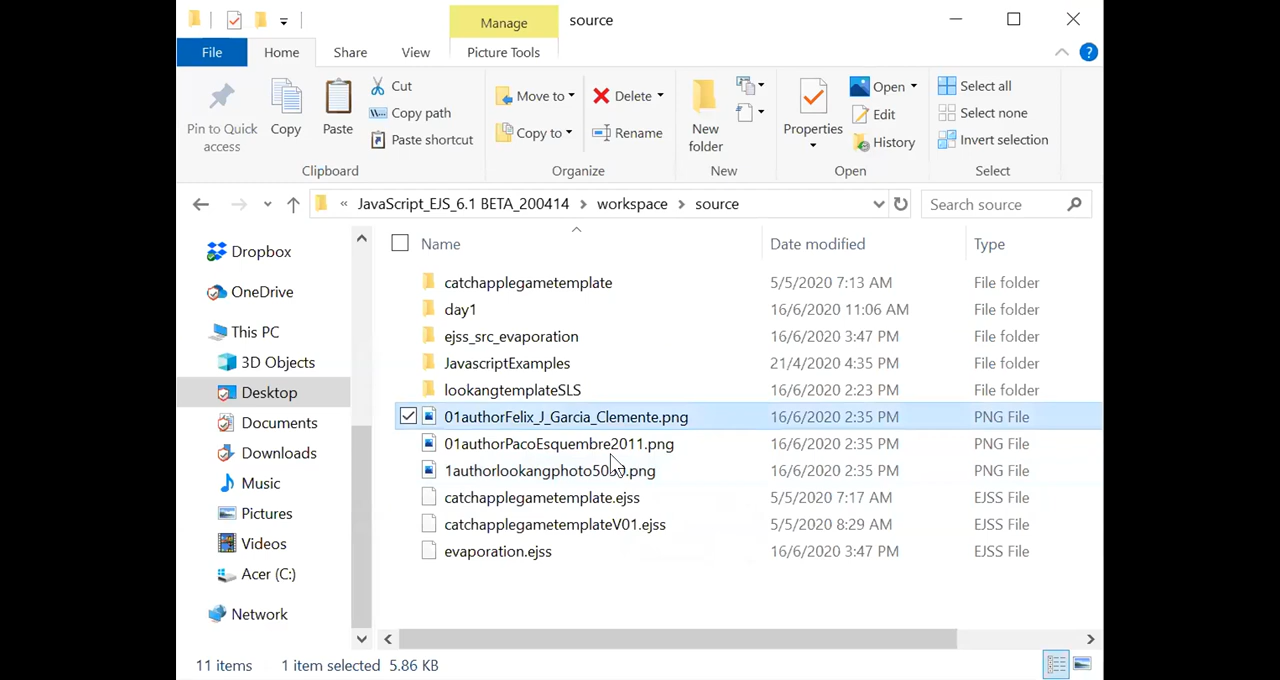 Manage source
File Home Share View Picture Tools
Pin to Quick access
Copy
Paste
Cut
Copy path
Paste shortcut
Clipboard
Move to
Copy to
Delete
Rename
Organize
New folder
New
Properties
Open
Edit
History
Open
Select all
Select none
Invert selection
Select
« JavaScript_EJS_6.1 BETA_200414 > workspace > source
Search source
Dropbox
OneDrive
This PC
3D Objects
Desktop
Documents
Downloads
Music
Pictures
Videos
Acer (C:)
Network
Name Date modified Type
catchapplegametemplate 5/5/2020 7:13 AM File folder
day1 16/6/2020 11:06 AM File folder
ejss_src_evaporation 16/6/2020 3:47 PM File folder
JavascriptExamples 21/4/2020 4:35 PM File folder
lookangtemplateSLS 16/6/2020 2:23 PM File folder
01authorFelix_J_Garcia_Clemente.png 16/6/2020 2:35 PM PNG File
01authorPacoEsquembre2011.png 16/6/2020 2:35 PM PNG File
16/6/2020 2:35 PM PNG File
catchapplegametemplate.ejss 5/5/2020 7:17 AM EJSS File
catchapplegametemplateV01.ejss 5/5/2020 8:29 AM EJSS File
evaporation.ejss 16/6/2020 3:47 PM EJSS File
11 items 1 item selected 5.86 KB